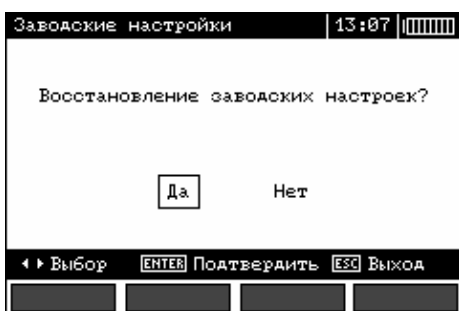 Заводские настройки 13:07
Восстановление заводских настроек?
Да Нет
Выбор ENTER Подтвердить ESC Выход